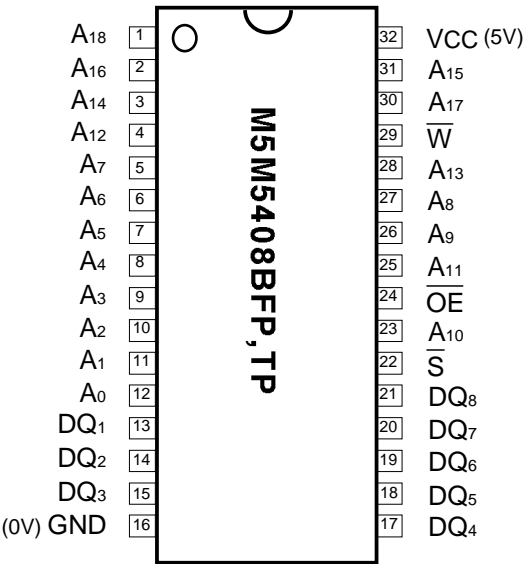 A18 1 32 VCC (5V)
A16 2 31 A15
A14 3 30 A17
A12 4 29 W̅
A7 5 28 A13
A6 6 27 A8
A5 7 26 A9
A4 8 25 A11
A3 9 24 O̅E̅
A2 10 23 A10
A1 11 22 S̅
A0 12 21 DQ8
DQ1 13 20 DQ7
DQ2 14 19 DQ6
DQ3 15 18 DQ5
(0V) GND 16 17 DQ4
M5M5408BFP,TP